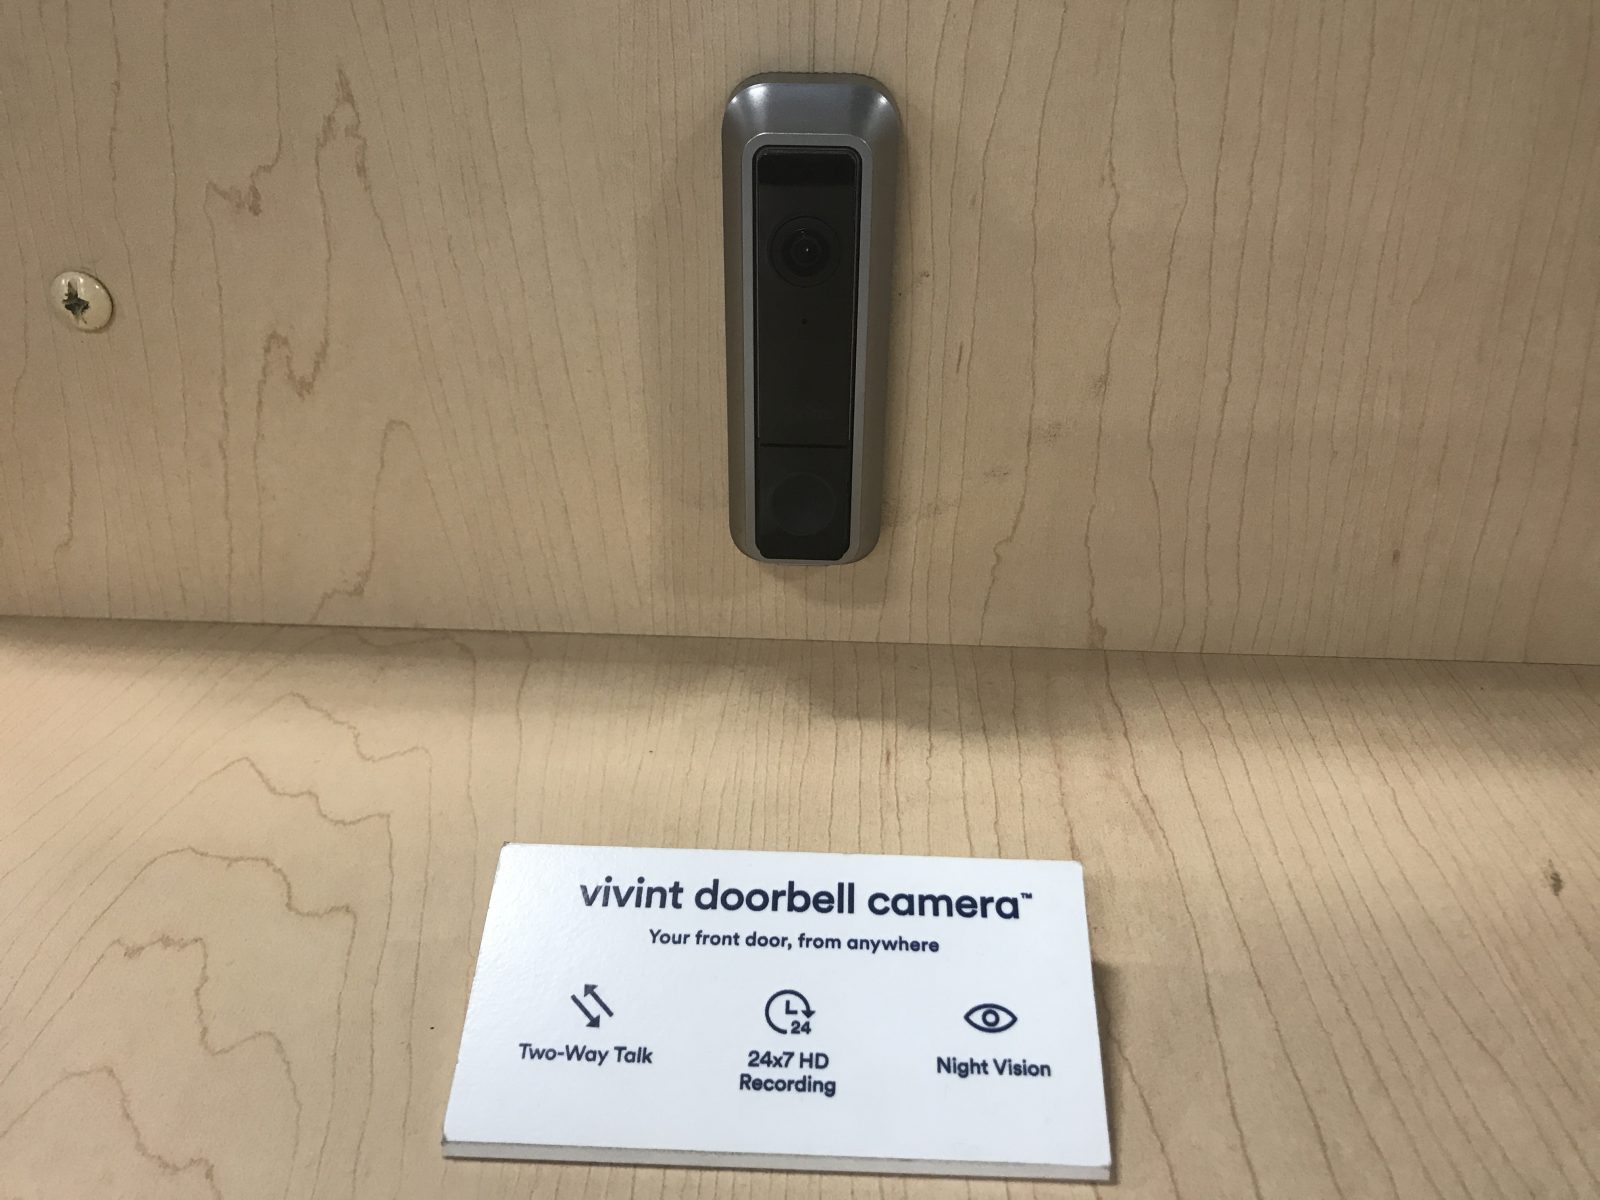 vivint doorbell camera™
Your front door, from anywhere
24
Two-Way Talk
24x7 HD
Recording
Night Vision